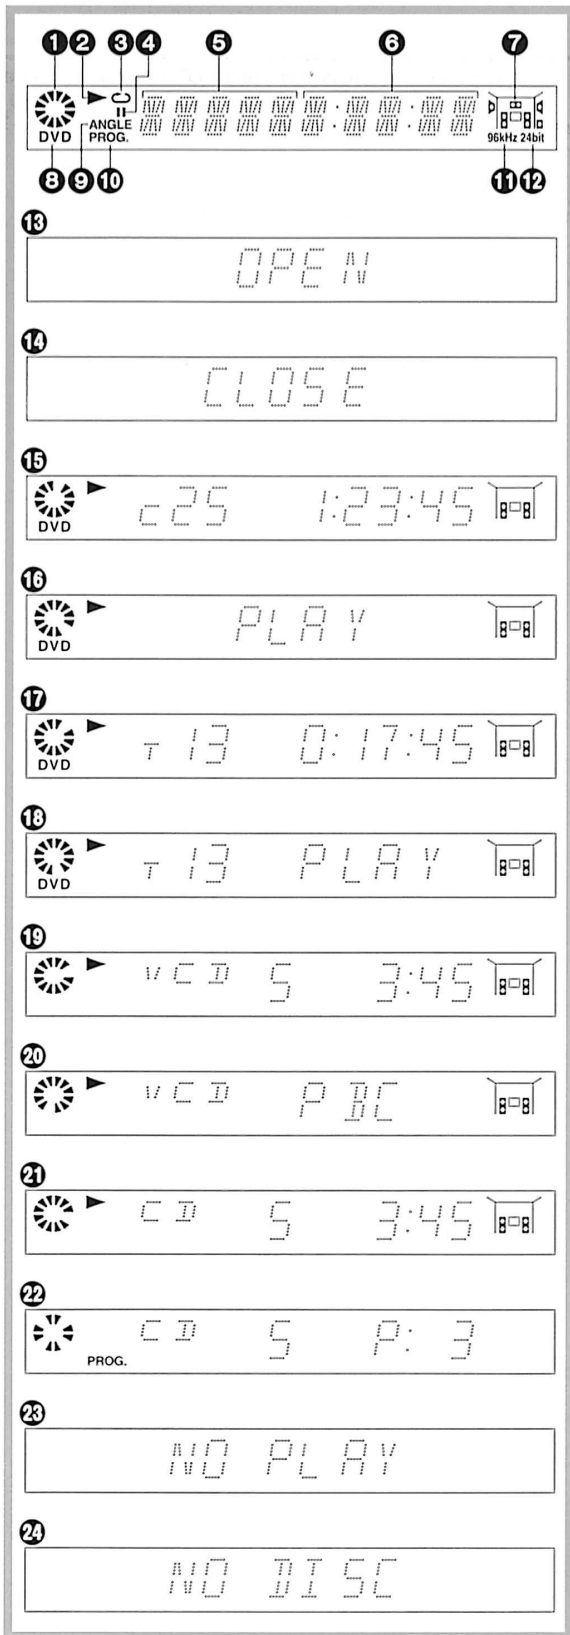 1 2 3 4 5 6 7
DVD
ANGLE
PROG.
96kHz 24bit
8 9 10 11 12
13
OPEN
14
CLOSE
15
DVD c25 1:23:45
16
DVD PLAY
17
DVD T 13 0:17:45
18
DVD T 13 PLAY
19
VCD 5 3:45
20
VCD PBC
21
CD 5 3:45
22
PROG. CD 5 P: 3
23
NO PLAY
24
NO DISC